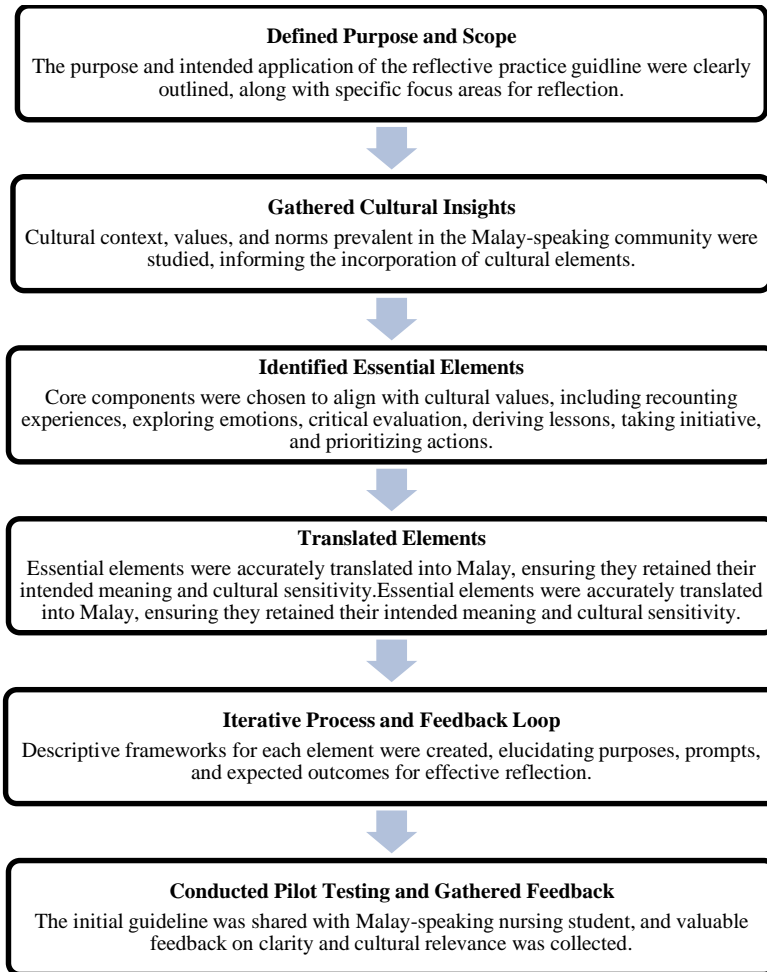 Defined Purpose and Scope
The purpose and intended application of the reflective practice guidline were clearly
outlined, along with specific focus areas for reflection.
Gathered Cultural Insights
Cultural context, values, and norms prevalent in the Malay-speaking community were
studied, informing the incorporation of cultural elements.
Identified Essential Elements
Core components were chosen to align with cultural values, including recounting
experiences, exploring emotions, critical evaluation, deriving lessons, taking initiative,
and prioritizing actions.
Translated Elements
Essential elements were accurately translated into Malay, ensuring they retained their
intended meaning and cultural sensitivity.Essential elements were accurately translated
into Malay, ensuring they retained their intended meaning and cultural sensitivity.
Iterative Process and Feedback Loop
Descriptive frameworks for each element were created, elucidating purposes, prompts,
and expected outcomes for effective reflection.
Conducted Pilot Testing and Gathered Feedback
The initial guideline was shared with Malay-speaking nursing student, and valuable
feedback on clarity and cultural relevance was collected.